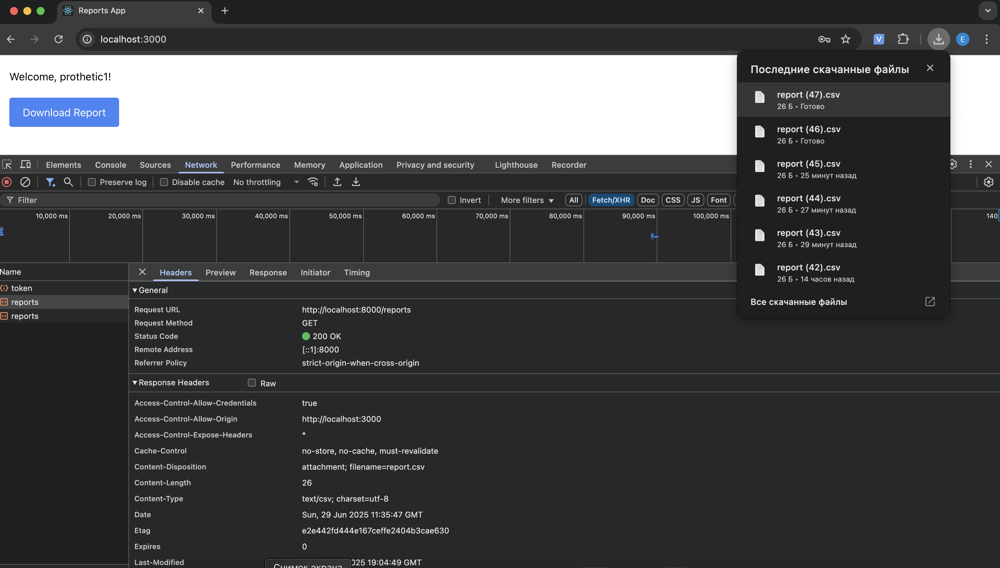 Reports App
localhost:3000
V
E
Welcome, prothetic1!
Download Report
Последние скачанные файлы
report (47).csv
26 Б • Готово
report (46).csv
26 Б • Готово
report (45).csv
26 Б • 25 минут назад
report (44).csv
26 Б • 27 минут назад
report (43).csv
26 Б • 29 минут назад
report (42).csv
26 Б • 14 часов назад
Все скачанные файлы
Elements Console Sources Network Performance Memory Application Privacy and security Lighthouse Recorder
Preserve log Disable cache No throttling
Filter Invert More filters All Fetch/XHR Doc CSS JS Font
10,000 ms 20,000 ms 30,000 ms 40,000 ms 50,000 ms 60,000 ms 70,000 ms 80,000 ms 90,000 ms 100,000 ms 140
Name
token
reports
reports
Headers Preview Response Initiator Timing
General
Request URL http://localhost:8000/reports
Request Method GET
Status Code 200 OK
Remote Address [::1]:8000
Referrer Policy strict-origin-when-cross-origin
Response Headers Raw
Access-Control-Allow-Credentials true
Access-Control-Allow-Origin http://localhost:3000
Access-Control-Expose-Headers *
Cache-Control no-store, no-cache, must-revalidate
Content-Disposition attachment; filename=report.csv
Content-Length 26
Content-Type text/csv; charset=utf-8
Date Sun, 29 Jun 2025 11:35:47 GMT
Etag e2e442fd444e167ceffe2404b3cae630
Expires 0
Last-Modified 025 19:04:49 GMT
Снимок экрана